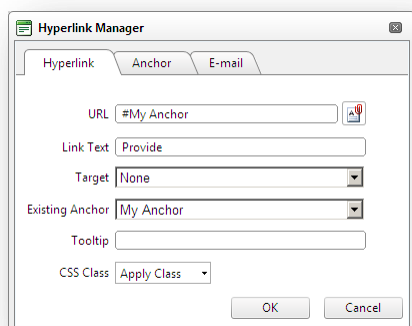 Hyperlink Manager
Hyperlink Anchor E-mail
URL #My Anchor
Link Text Provide
Target None
Existing Anchor My Anchor
Tooltip
CSS Class Apply Class
OK Cancel